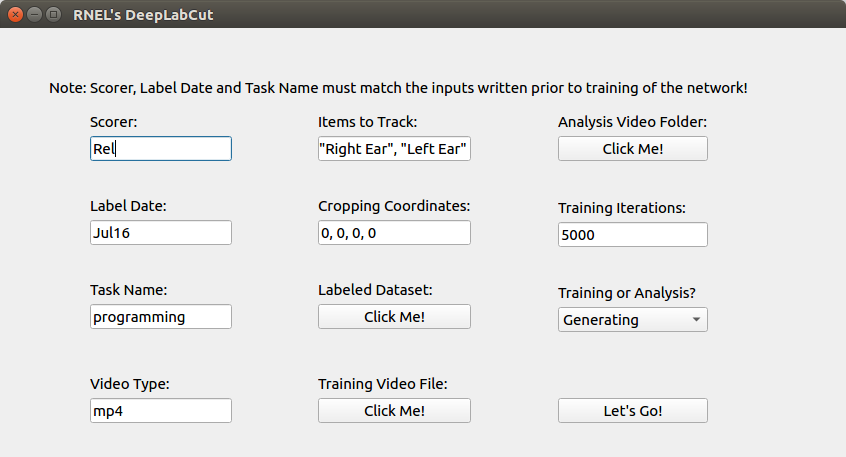 RNEL's DeepLabCut
Note: Scorer, Label Date and Task Name must match the inputs written prior to training of the network!
Scorer:
Items to Track:
Analysis Video Folder:
Rel
"Right Ear", "Left Ear"
Click Me!
Label Date:
Cropping Coordinates:
Training Iterations:
Jul16
0, 0, 0, 0
5000
Task Name:
Labeled Dataset:
Training or Analysis?
programming
Click Me!
Generating
Video Type:
Training Video File:
mp4
Click Me!
Let's Go!